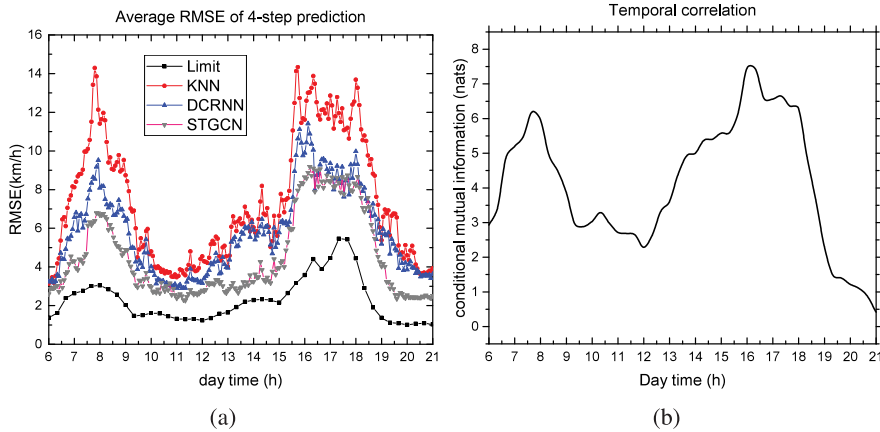 Average RMSE of 4-step prediction
16
14
12
10
8
6
4
2
0
RMSE(km/h)
Limit
KNN
DCRNN
STGCN
6 7 8 9 10 11 12 13 14 15 16 17 18 19 20 21
day time (h)
(a)
Temporal correlation
8
7
6
5
4
3
2
1
0
conditional mutual information (nats)
6 7 8 9 10 11 12 13 14 15 16 17 18 19 20 21
Day time (h)
(b)